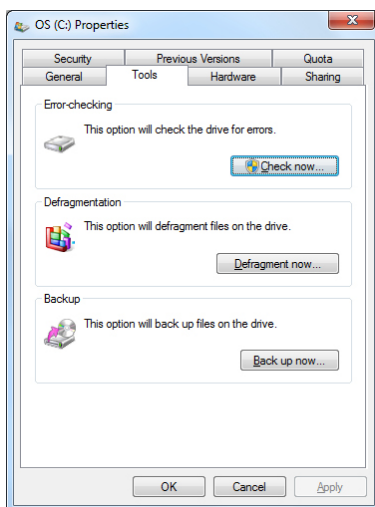 OS (C:) Properties
Security Previous Versions Quota
General Tools Hardware Sharing
Error-checking
This option will check the drive for errors.
Check now...
Defragmentation
This option will defragment files on the drive.
Defragment now...
Backup
This option will back up files on the drive.
Back up now...
OK Cancel Apply